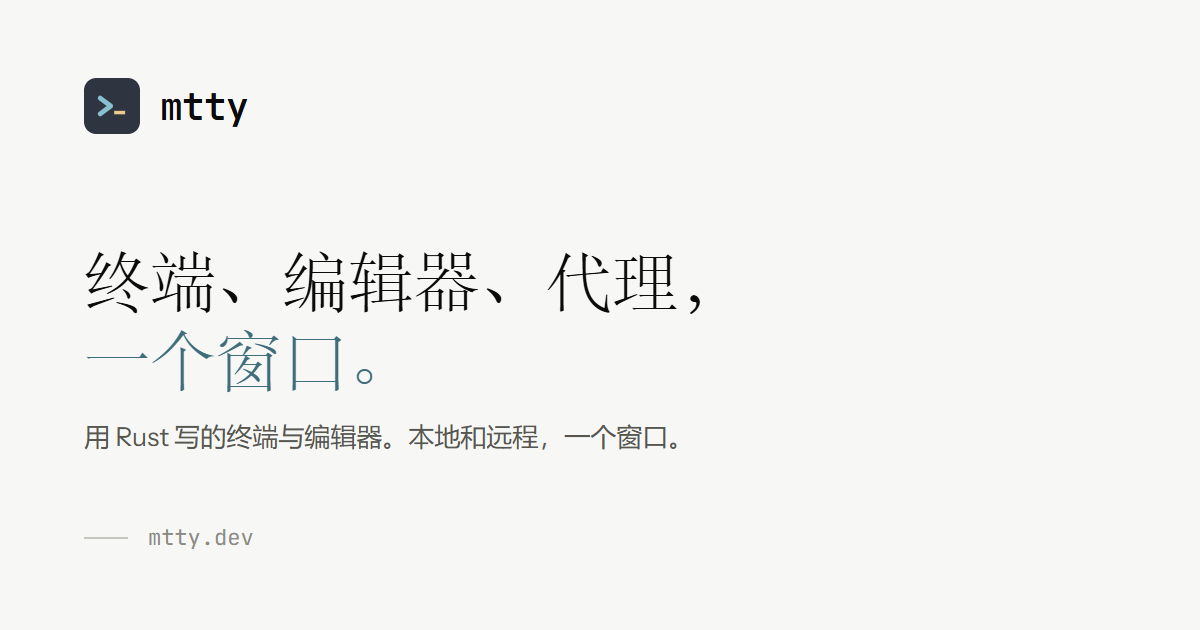 >_ mtty
终端、编辑器、代理，
一个窗口。
用 Rust 写的终端与编辑器。本地和远程，一个窗口。
mtty.dev